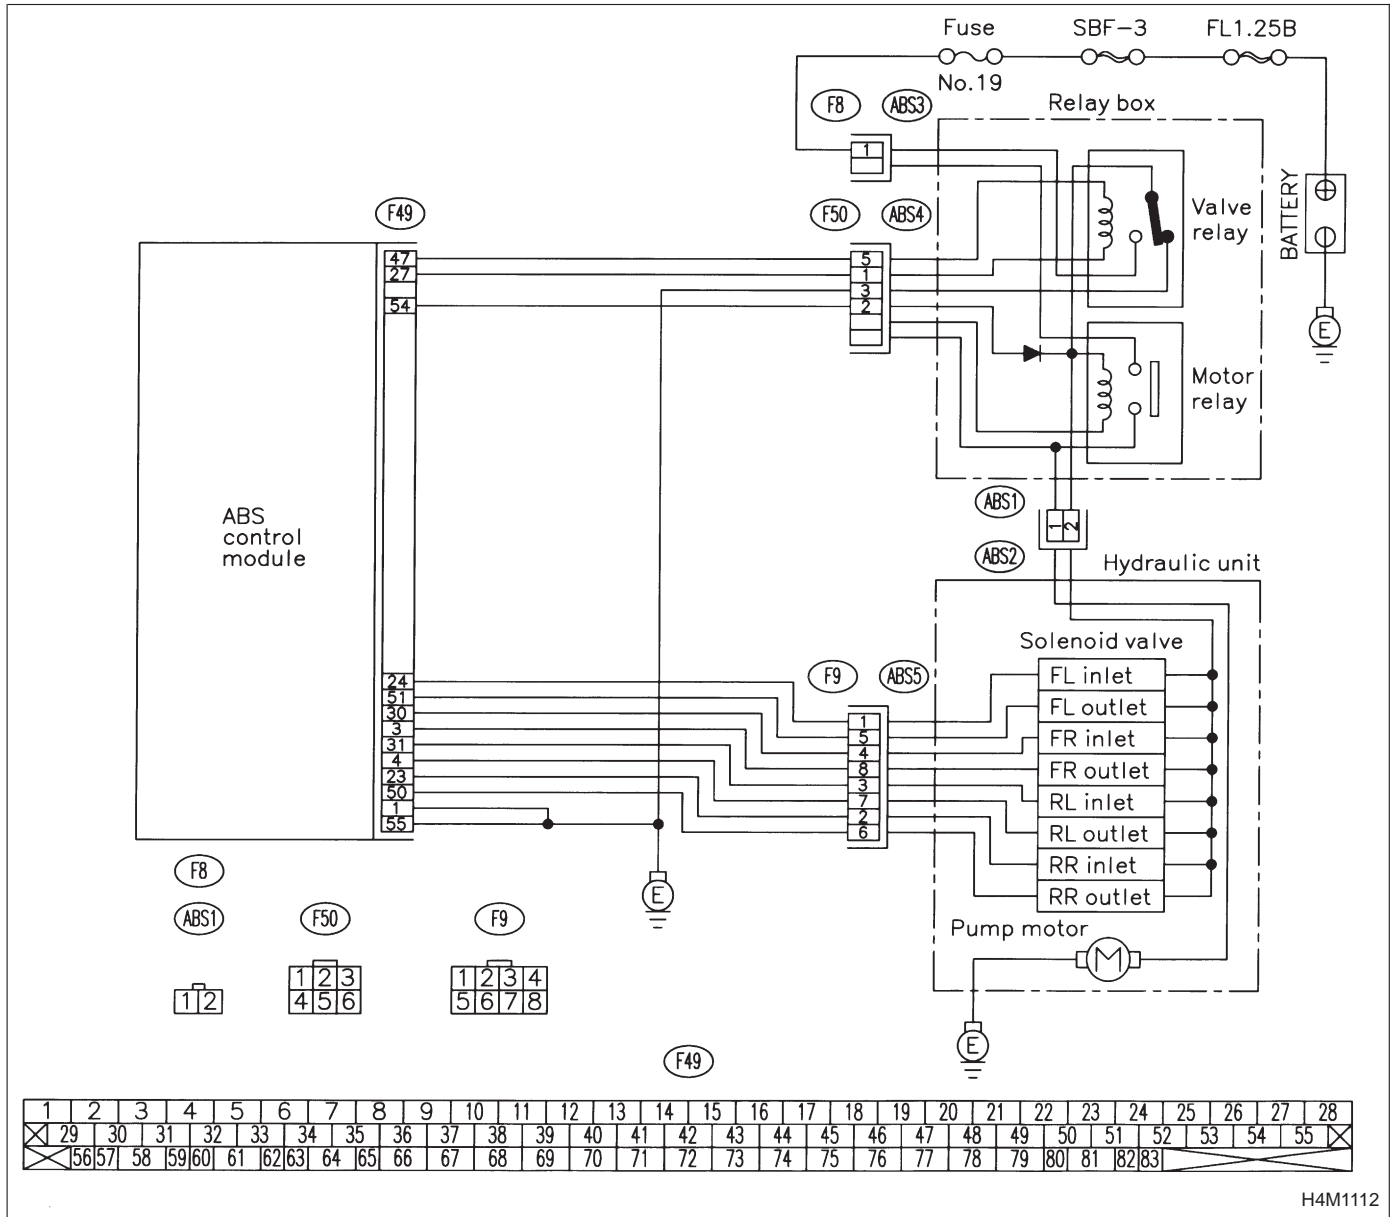 Fuse SBF-3 FL1.25B
No.19
F8 ABS3 Relay box
1
F49 F50 ABS4
Valve
relay
BATTERY
47 5
27 1
3
54 2
E
Motor
relay
ABS
control
module
ABS1
1 2
ABS2
Hydraulic unit
Solenoid valve
F9 ABS5
24 1 FL inlet
51 5 FL outlet
30 4 FR inlet
3 8 FR outlet
31 3 RL inlet
4 7 RL outlet
23 2 RR inlet
50 6 RR outlet
1
55
E
Pump motor
M
E
F8
ABS1 F50 F9
1 2
1 2 3
4 5 6
1 2 3 4
5 6 7 8
F49
1 2 3 4 5 6 7 8 9 10 11 12 13 14 15 16 17 18 19 20 21 22 23 24 25 26 27 28
29 30 31 32 33 34 35 36 37 38 39 40 41 42 43 44 45 46 47 48 49 50 51 52 53 54 55
56 57 58 59 60 61 62 63 64 65 66 67 68 69 70 71 72 73 74 75 76 77 78 79 80 81 82 83
H4M1112